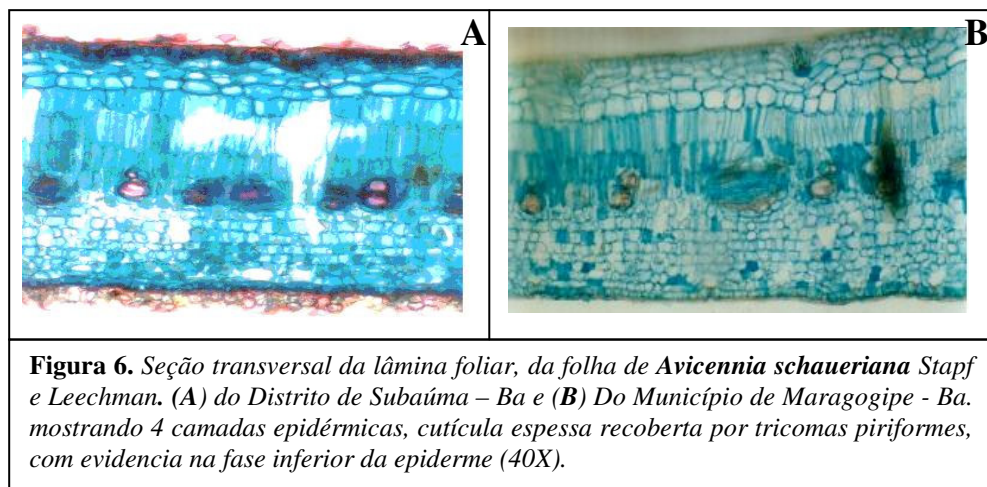 A
B
Figura 6. Seção transversal da lâmina foliar, da folha de Avicennia schaueriana Stapf
e Leechman. (A) do Distrito de Subaúma – Ba e (B) Do Município de Maragogipe - Ba.
mostrando 4 camadas epidérmicas, cutícula espessa recoberta por tricomas piriformes,
com evidencia na fase inferior da epiderme (40X).